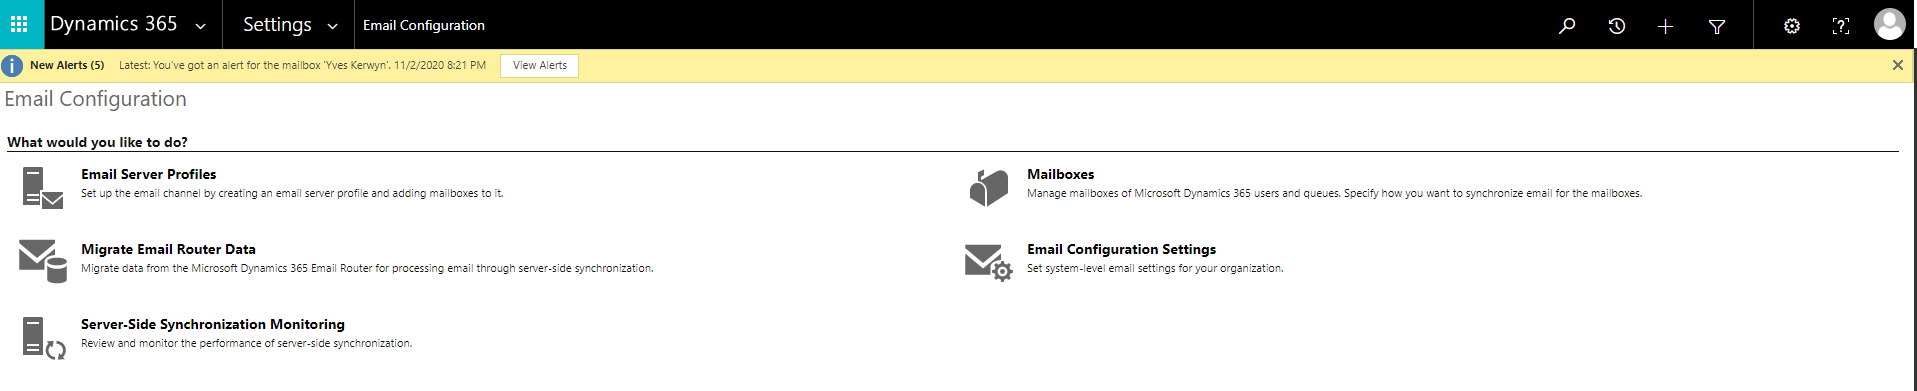 Dynamics 365 Settings Email Configuration
New Alerts (5) Latest: You've got an alert for the mailbox 'Yves Kerwyn'. 11/2/2020 8:21 PM View Alerts
Email Configuration
What would you like to do?
Email Server Profiles
Set up the email channel by creating an email server profile and adding mailboxes to it.
Mailboxes
Manage mailboxes of Microsoft Dynamics 365 users and queues. Specify how you want to synchronize email for the mailboxes.
Migrate Email Router Data
Migrate data from the Microsoft Dynamics 365 Email Router for processing email through server-side synchronization.
Email Configuration Settings
Set system-level email settings for your organization.
Server-Side Synchronization Monitoring
Review and monitor the performance of server-side synchronization.